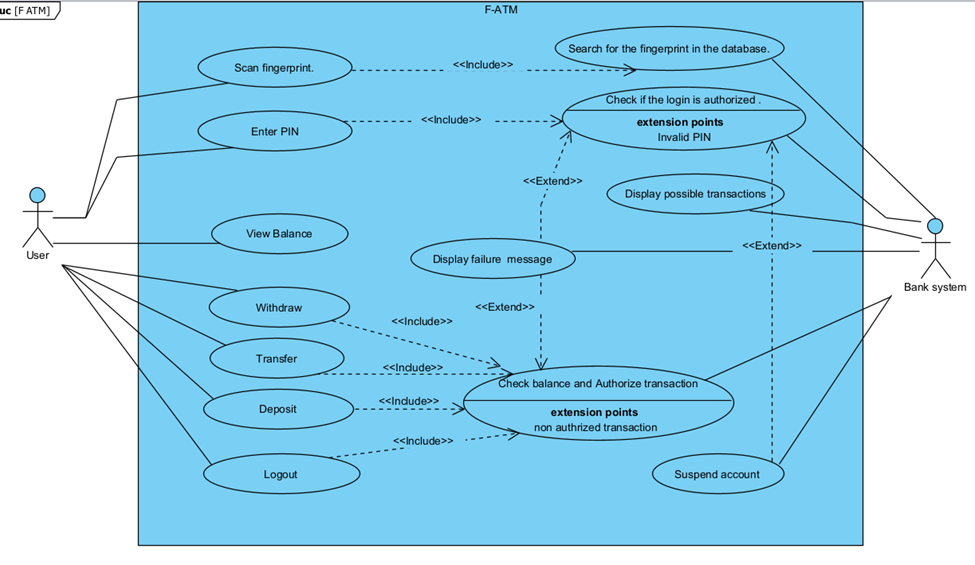 uc [F ATM]
F-ATM
Search for the fingerprint in the database.
Scan fingerprint.
<<Include>>
Check if the login is authorized .
extension points
Invalid PIN
Enter PIN
<<Include>>
<<Extend>>
Display possible transactions
User
View Balance
Display failure message
<<Extend>>
Bank system
Withdraw
<<Extend>>
<<Include>>
Transfer
<<Include>>
Check balance and Authorize transaction
extension points
non authrized transaction
Deposit
<<Include>>
<<Include>>
Logout
Suspend account